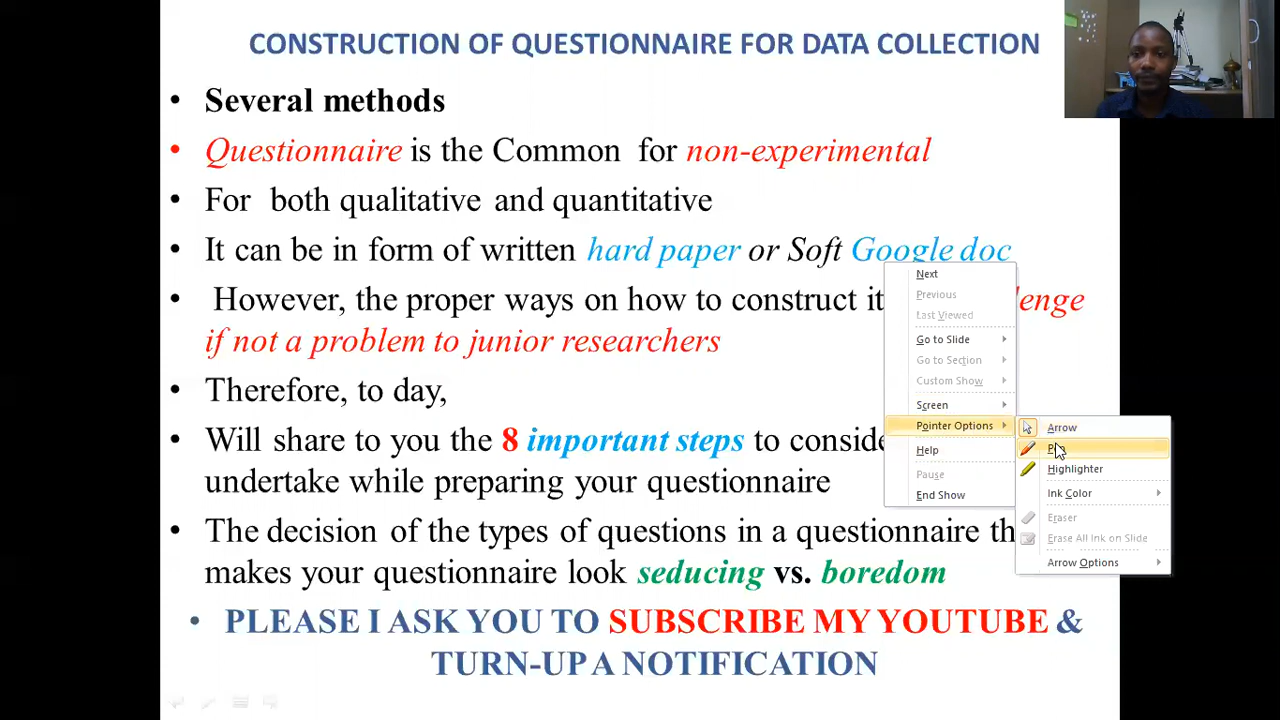 CONSTRUCTION OF QUESTIONNAIRE FOR DATA COLLECTION
• Several methods
• Questionnaire is the Common for non-experimental
• For both qualitative and quantitative
• It can be in form of written hard paper or Soft Google doc
• However, the proper ways on how to construct it lenge
if not a problem to junior researchers
• Therefore, to day,
• Will share to you the 8 important steps to conside
undertake while preparing your questionnaire
• The decision of the types of questions in a questionnaire th
makes your questionnaire look seducing vs. boredom
• PLEASE I ASK YOU TO SUBSCRIBE MY YOUTUBE &
TURN-UP A NOTIFICATION
Next
Previous
Last Viewed
Go to Slide
Go to Section
Custom Show
Screen
Pointer Options
Help
Pause
End Show
Arrow
Highlighter
Ink Color
Eraser
Erase All Ink on Slide
Arrow Options